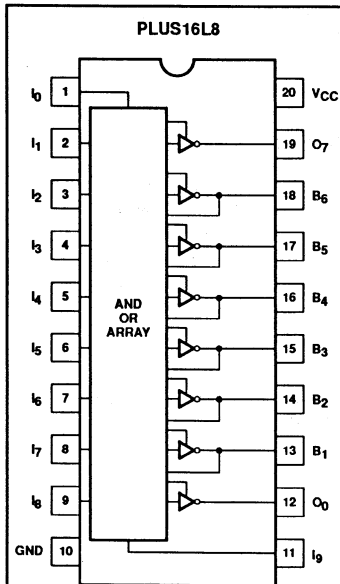 PLUS16L8
I0 1 20 VCC
I1 2 19 O7
I2 3 18 B6
I3 4 17 B5
I4 5 16 B4
AND
OR
ARRAY
I5 6 15 B3
I6 7 14 B2
I7 8 13 B1
I8 9 12 O0
GND 10 11 I9